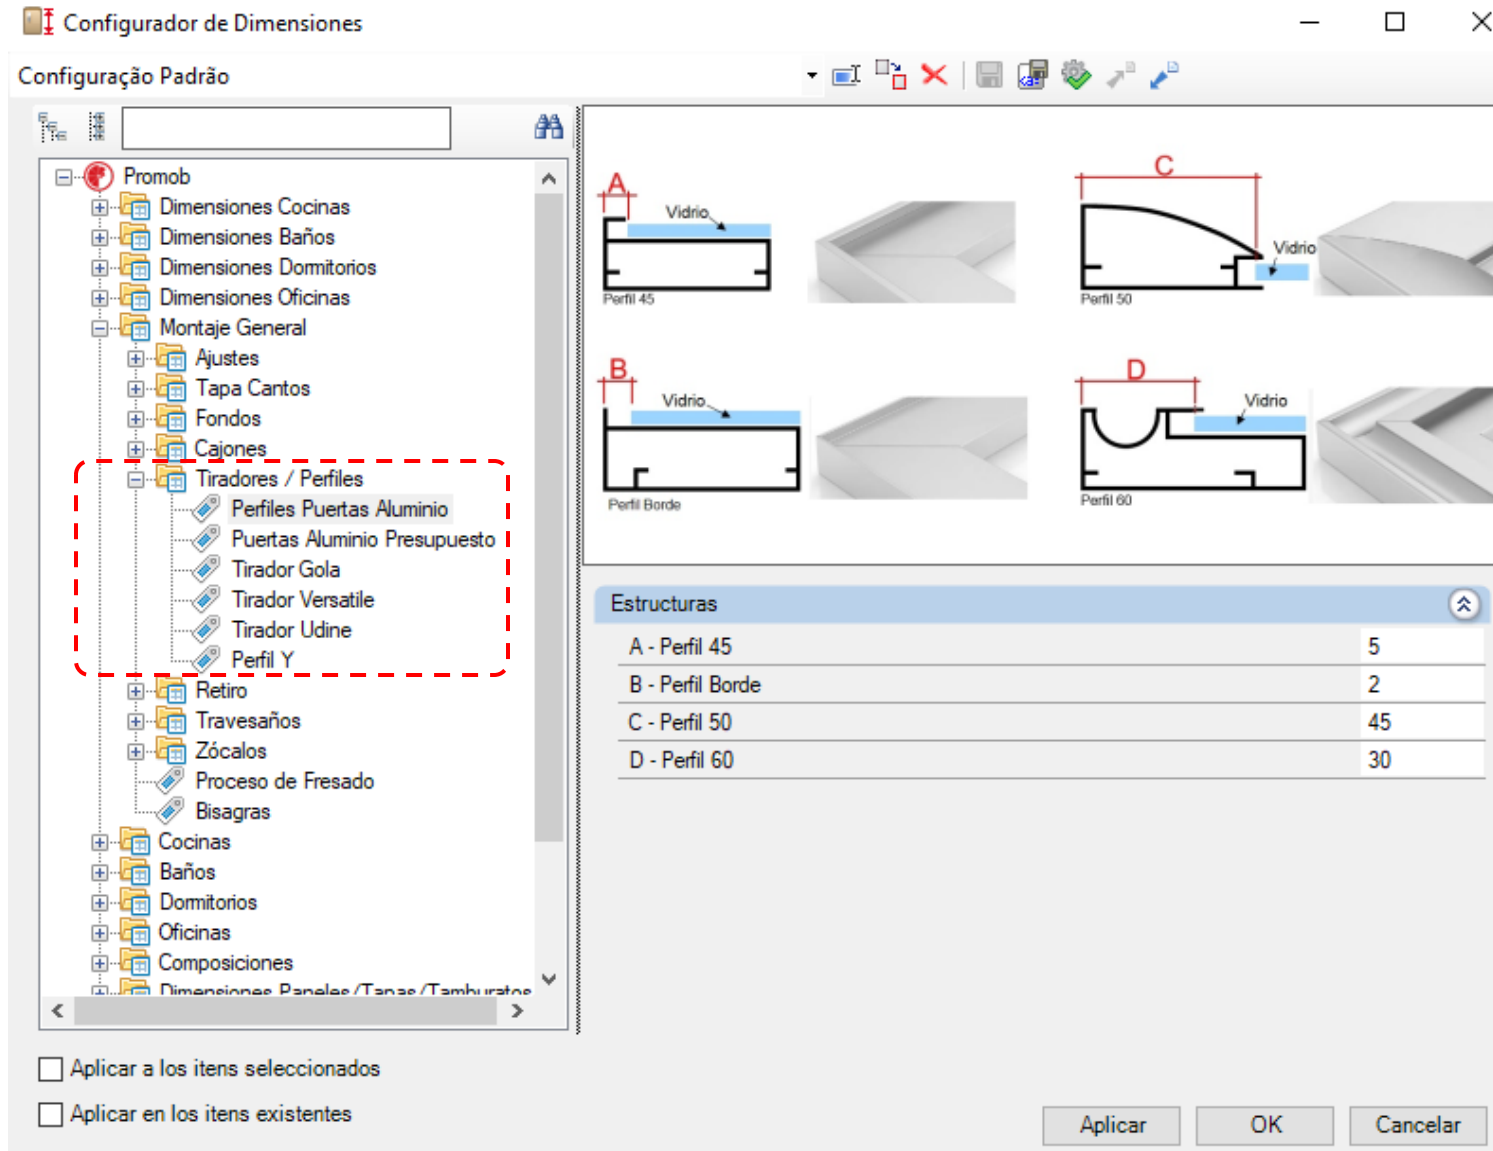 Configurador de Dimensiones
Configuração Padrão
Promob
Dimensiones Cocinas
Dimensiones Baños
Dimensiones Dormitorios
Dimensiones Oficinas
Montaje General
Ajustes
Tapa Cantos
Fondos
Cajones
Tiradores / Perfiles
Perfiles Puertas Aluminio
Puertas Aluminio Presupuesto
Tirador Gola
Tirador Versatile
Tirador Udine
Perfil Y
Retiro
Travesaños
Zócalos
Proceso de Fresado
Bisagras
Cocinas
Baños
Dormitorios
Oficinas
Composiciones
Dimensiones Paneles/Tapas/Tamburatos
A
Vidrio
Perfil 45
C
Vidrio
Perfil 50
B
Vidrio
Perfil Borde
D
Vidrio
Perfil 60
Estructuras
A - Perfil 45 5
B - Perfil Borde 2
C - Perfil 50 45
D - Perfil 60 30
Aplicar a los itens seleccionados
Aplicar en los itens existentes
Aplicar OK Cancelar